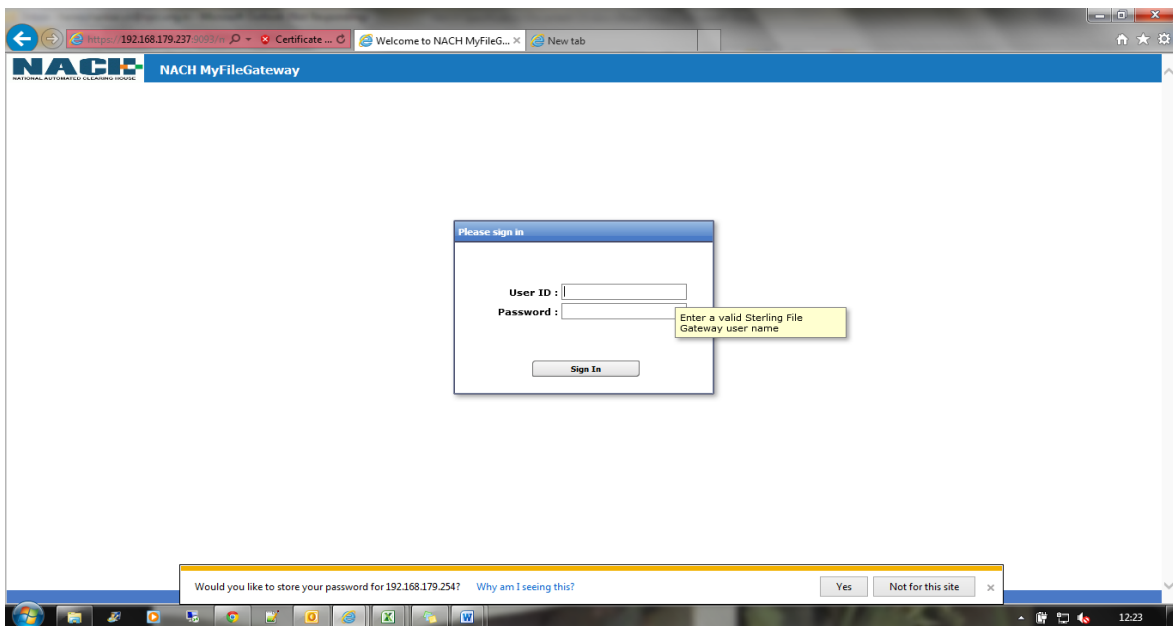 https://192.168.179.237:9093/
Certificate ...
Welcome to NACH MyFileG...
New tab
NACH
NATIONAL AUTOMATED CLEARING HOUSE
NACH MyFileGateway
Please sign in
User ID :
Password :
Enter a valid Sterling File
Gateway user name
Sign In
Would you like to store your password for 192.168.179.254? Why am I seeing this? Yes Not for this site
12:23